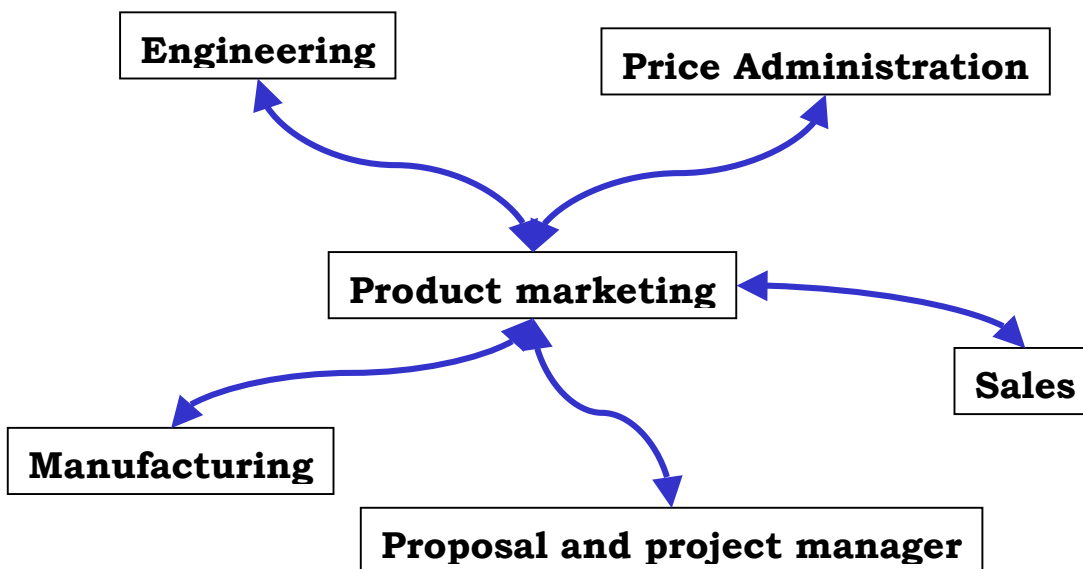 Engineering
Price Administration
Product marketing
Sales
Manufacturing
Proposal and project manager